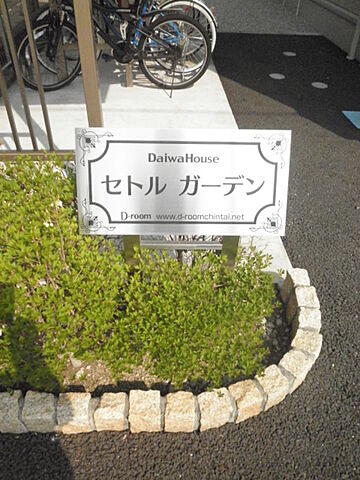 DaiwaHouse
セトル ガーデン
D-room www.d-roomchintai.net